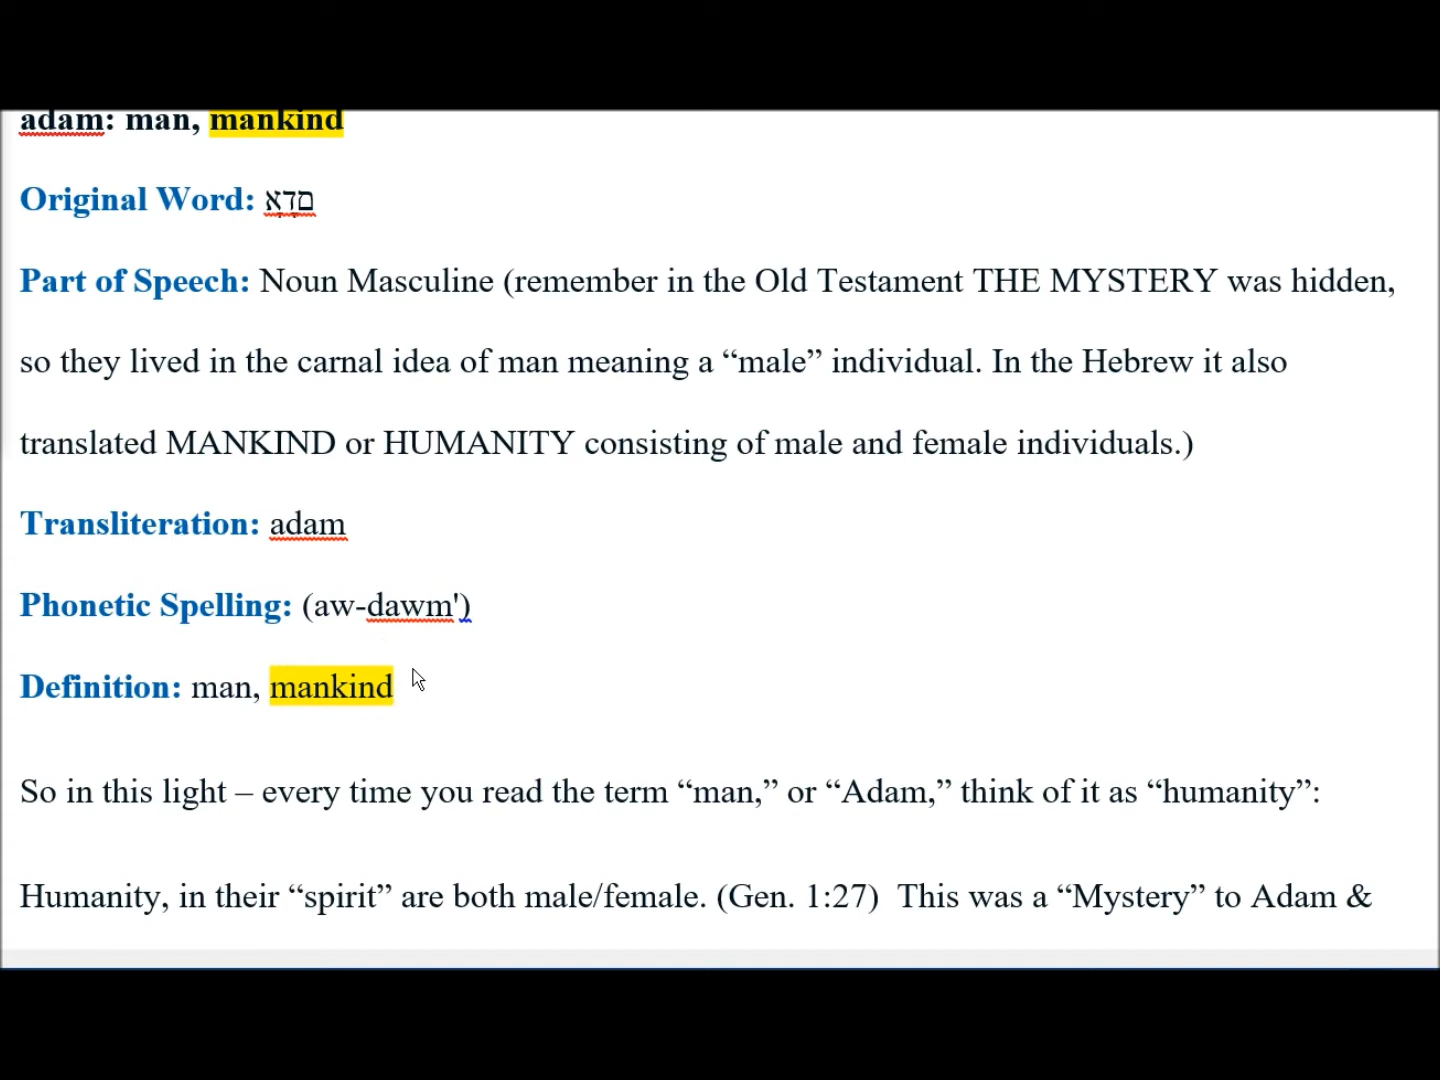 adam: man, mankind
Original Word: םדָאָ
Part of Speech: Noun Masculine (remember in the Old Testament THE MYSTERY was hidden,
so they lived in the carnal idea of man meaning a “male” individual. In the Hebrew it also
translated MANKIND or HUMANITY consisting of male and female individuals.)
Transliteration: adam
Phonetic Spelling: (aw-dawm')
Definition: man, mankind
So in this light – every time you read the term “man,” or “Adam,” think of it as “humanity”:
Humanity, in their “spirit” are both male/female. (Gen. 1:27)  This was a “Mystery” to Adam &